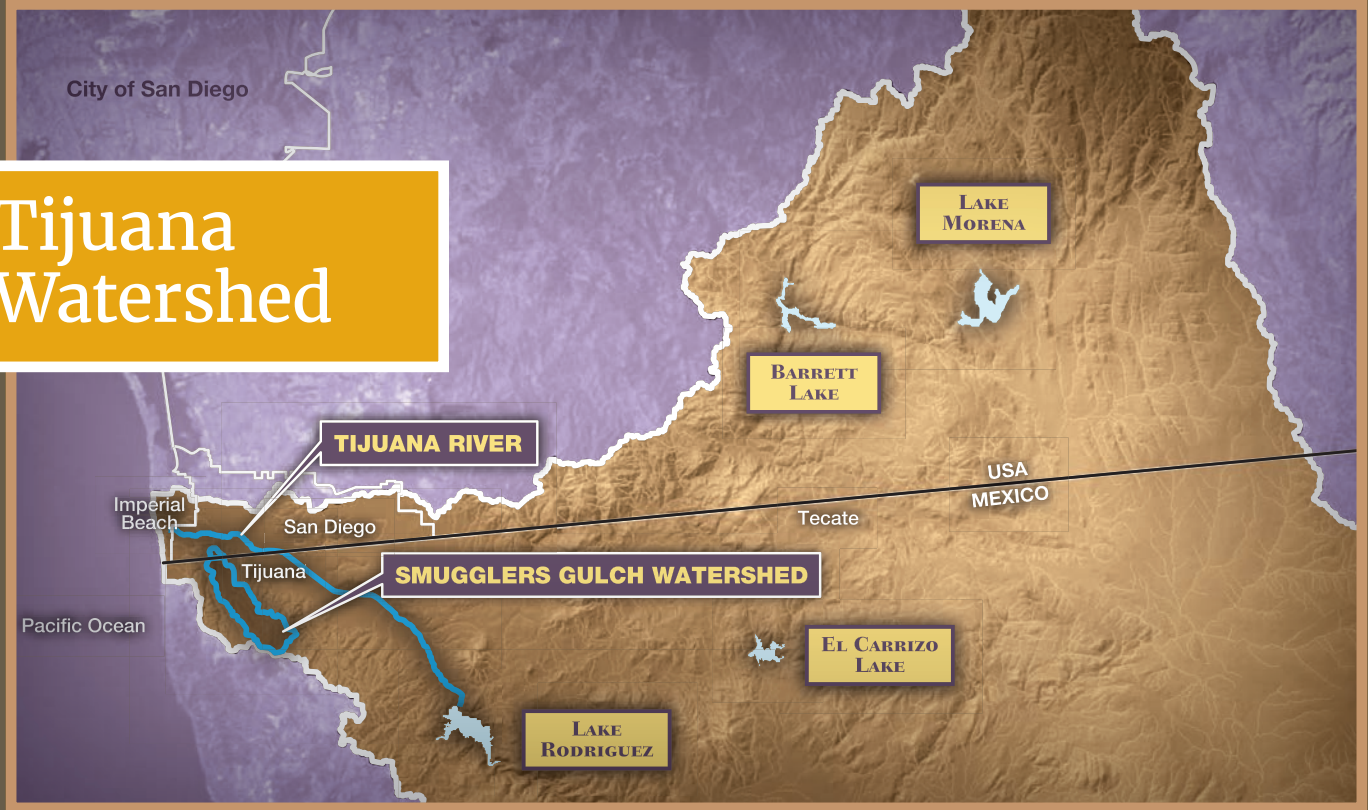 City of San Diego
Tijuana
Watershed
Lake
Morena
Barrett
Lake
TIJUANA RIVER
USA
MEXICO
Imperial
Beach
San Diego
Tecate
Tijuana
SMUGGLERS GULCH WATERSHED
Pacific Ocean
El Carrizo
Lake
Lake
Rodriguez